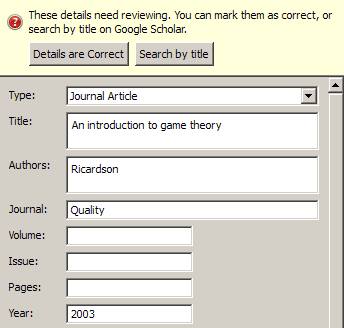 These details need reviewing. You can mark them as correct, or
search by title on Google Scholar.
Details are Correct Search by title
Type: Journal Article
Title: An introduction to game theory
Authors: Ricardson
Journal: Quality
Volume:
Issue:
Pages:
Year: 2003